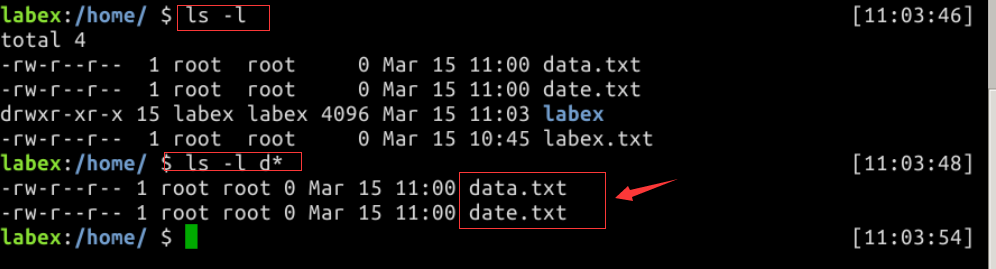 labex:/home/ $ ls -l [11:03:46]
total 4
-rw-r--r--  1 root  root     0 Mar 15 11:00 data.txt
-rw-r--r--  1 root  root     0 Mar 15 11:00 date.txt
drwxr-xr-x 15 labex labex 4096 Mar 15 11:03 labex
-rw-r--r--  1 root  root     0 Mar 15 10:45 labex.txt
labex:/home/ $ ls -l d* [11:03:48]
-rw-r--r-- 1 root root 0 Mar 15 11:00 data.txt
-rw-r--r-- 1 root root 0 Mar 15 11:00 date.txt
labex:/home/ $ [11:03:54]